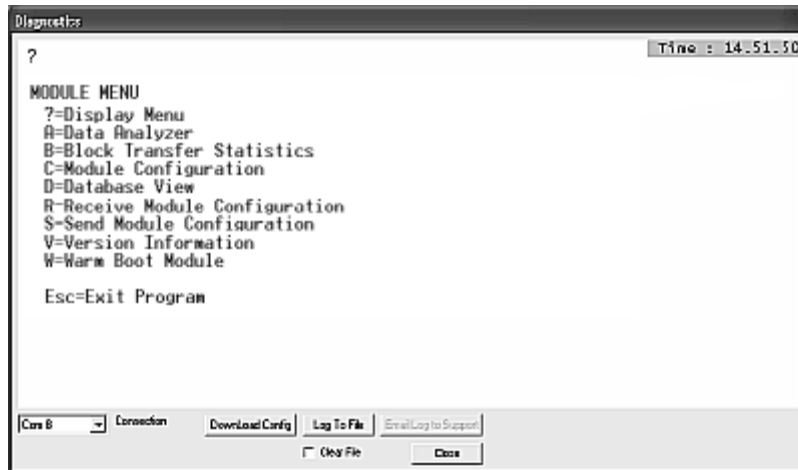 Diagnostics
?
Time : 14.51.50
MODULE MENU
?=Display Menu
A=Data Analyzer
B=Block Transfer Statistics
C=Module Configuration
D=Database View
R=Receive Module Configuration
S=Send Module Configuration
V=Version Information
W=Warm Boot Module
Esc=Exit Program
Com 8 Connection DownLoad Config Log To File Email Log to Support
Clear File Close